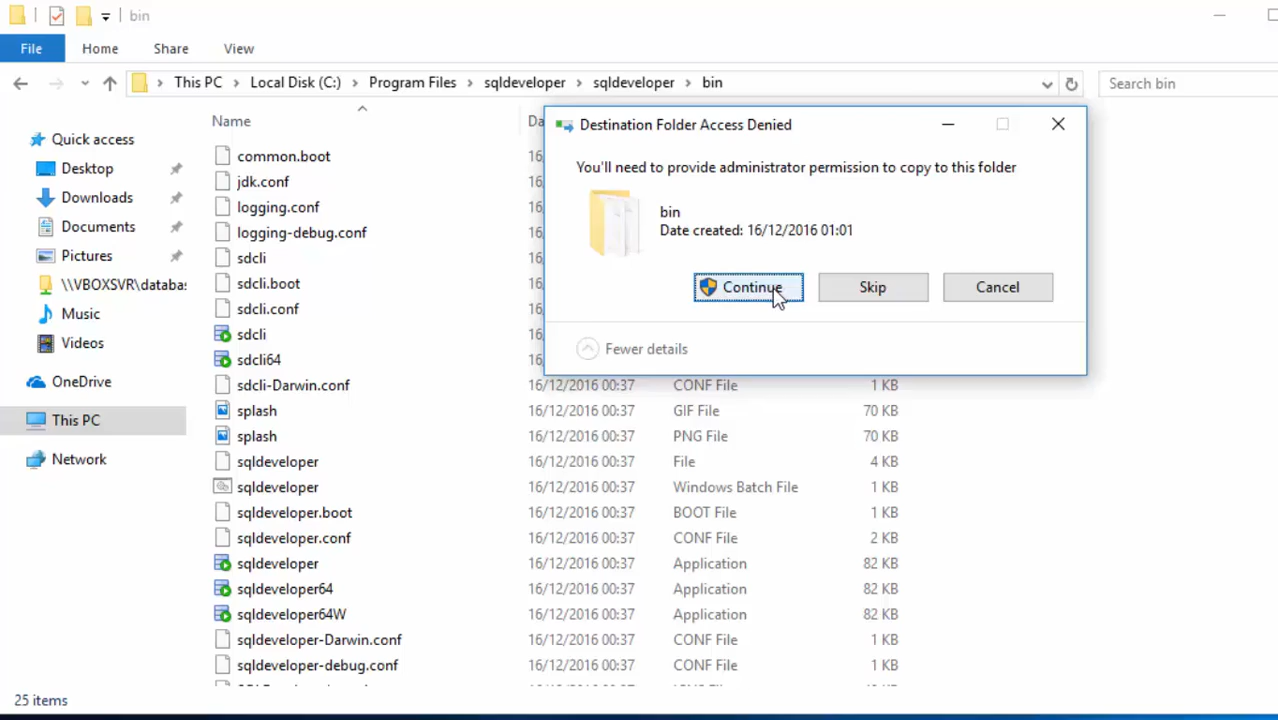 bin
File Home Share View
This PC Local Disk (C:) Program Files sqldeveloper sqldeveloper bin Search bin
Name Da
Destination Folder Access Denied
You'll need to provide administrator permission to copy to this folder
bin
Date created: 16/12/2016 01:01
Continue Skip Cancel
Fewer details
Quick access
Desktop
Downloads
Documents
Pictures
\\VBOXSVR\databas
Music
Videos
OneDrive
This PC
Network
common.boot 16
jdk.conf 16
logging.conf 16
logging-debug.conf 16
sdcli 16
sdcli.boot 16
sdcli.conf 16
sdcli 16
sdcli64 16
sdcli-Darwin.conf 16/12/2016 00:37 CONF File 1 KB
splash 16/12/2016 00:37 GIF File 70 KB
splash 16/12/2016 00:37 PNG File 70 KB
sqldeveloper 16/12/2016 00:37 File 4 KB
sqldeveloper 16/12/2016 00:37 Windows Batch File 1 KB
sqldeveloper.boot 16/12/2016 00:37 BOOT File 1 KB
sqldeveloper.conf 16/12/2016 00:37 CONF File 2 KB
sqldeveloper 16/12/2016 00:37 Application 82 KB
sqldeveloper64 16/12/2016 00:37 Application 82 KB
sqldeveloper64W 16/12/2016 00:37 Application 82 KB
sqldeveloper-Darwin.conf 16/12/2016 00:37 CONF File 1 KB
sqldeveloper-debug.conf 16/12/2016 00:37 CONF File 1 KB
25 items